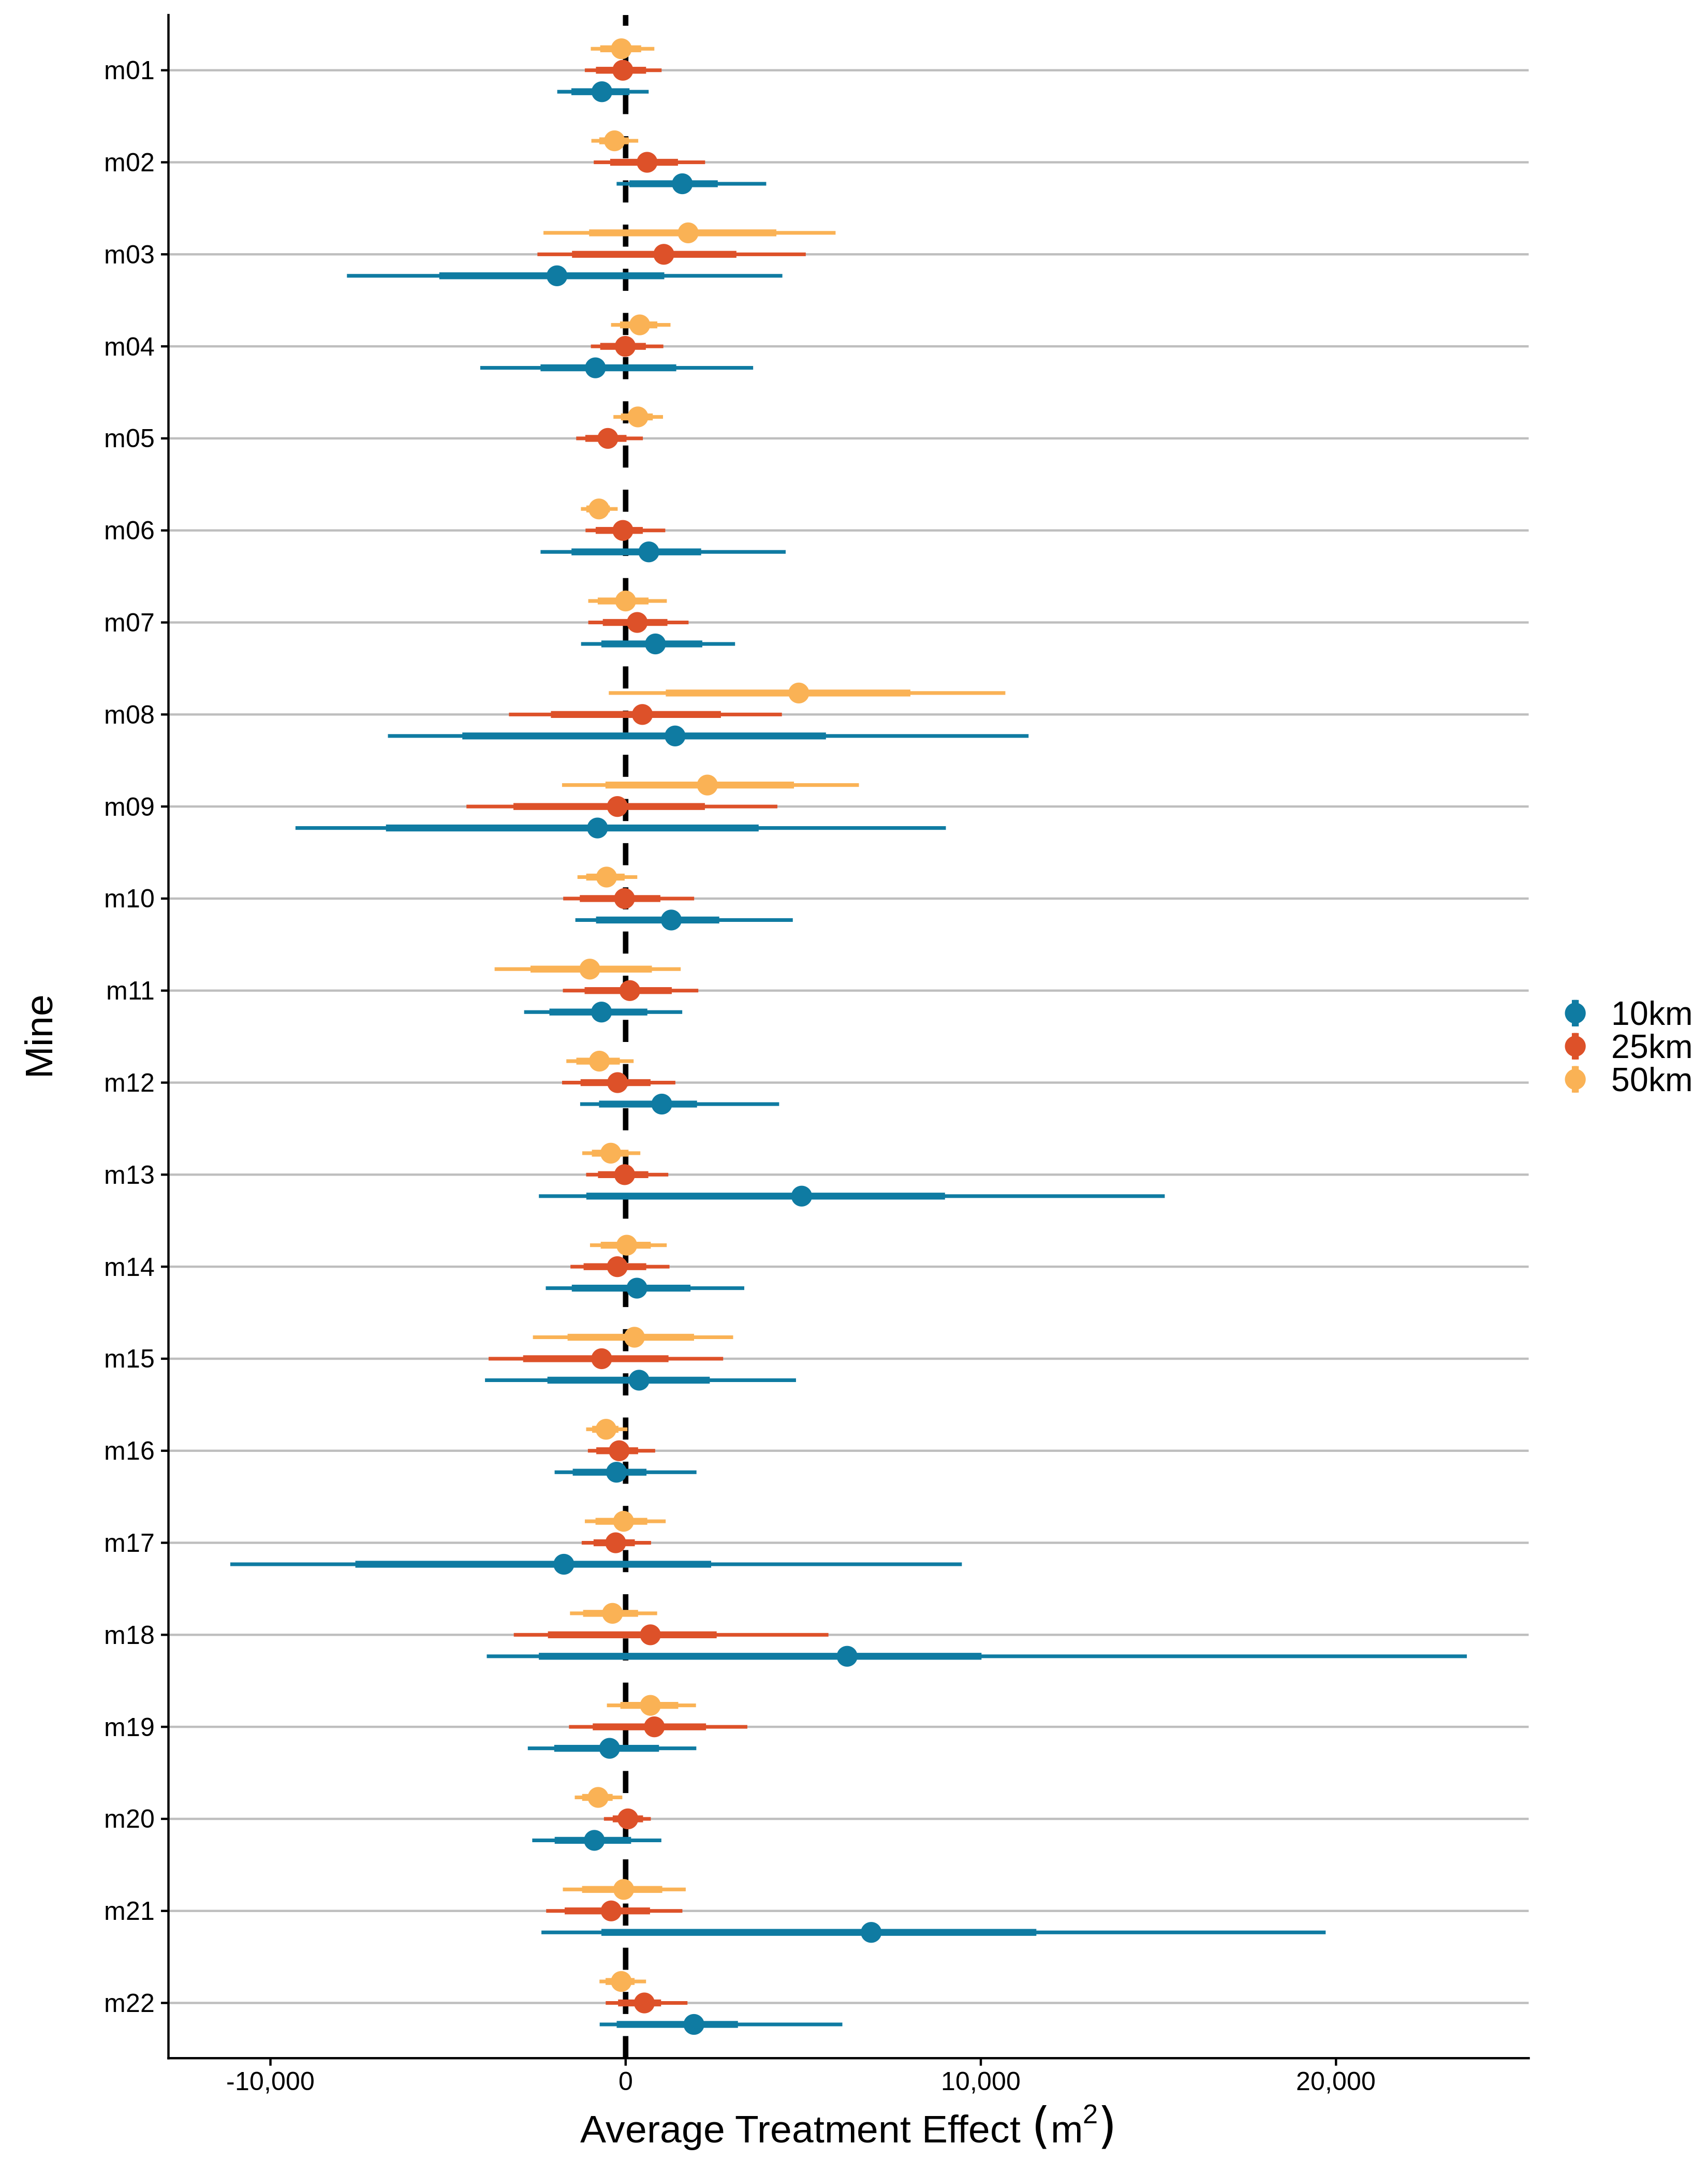 m01
m02
m03
m04
m05
m06
m07
m08
m09
m10
m11
m12
m13
m14
m15
m16
m17
m18
m19
m20
m21
m22
Mine
-10,000 0 10,000 20,000
Average Treatment Effect (m²)
10km
25km
50km